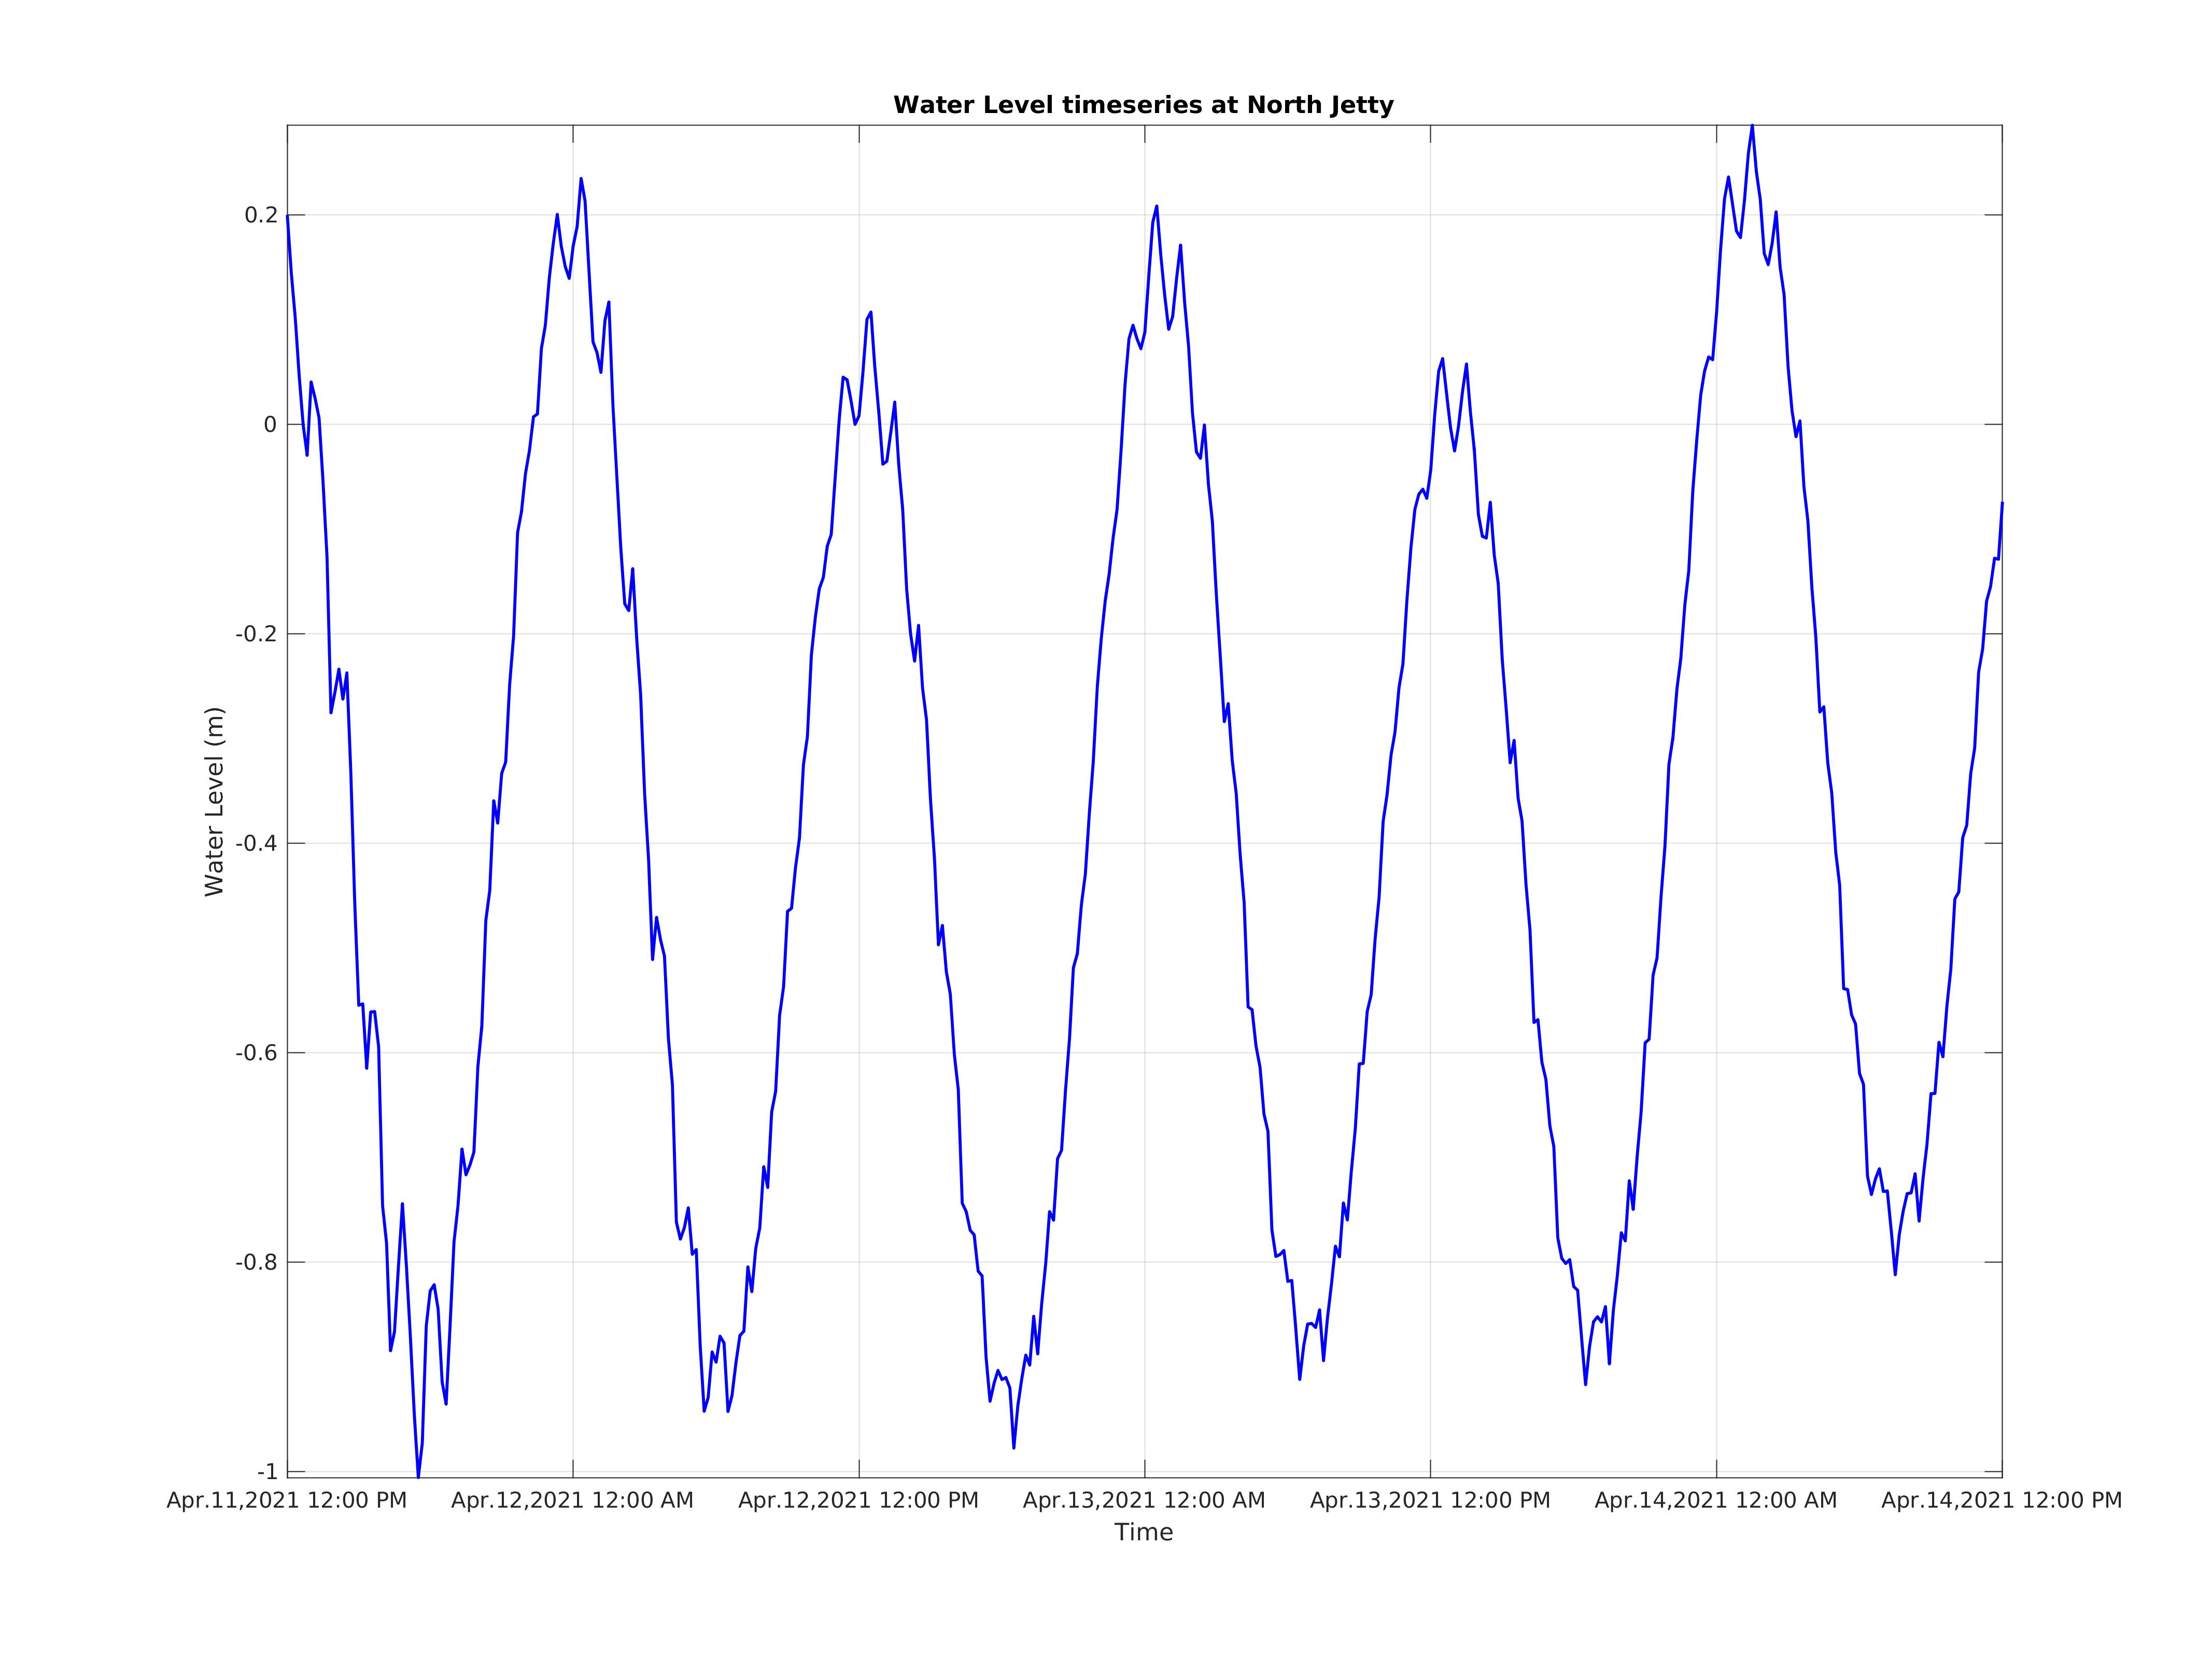 Water Level timeseries at North Jetty
0.2
0
-0.2
-0.4
-0.6
-0.8
-1
Water Level (m)
Apr.11,2021 12:00 PM Apr.12,2021 12:00 AM Apr.12,2021 12:00 PM Apr.13,2021 12:00 AM Apr.13,2021 12:00 PM Apr.14,2021 12:00 AM Apr.14,2021 12:00 PM
Time